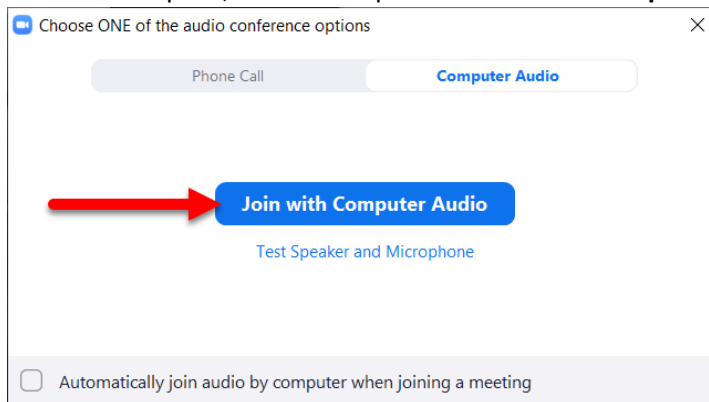 Choose ONE of the audio conference options
Phone Call
Computer Audio
Join with Computer Audio
Test Speaker and Microphone
Automatically join audio by computer when joining a meeting